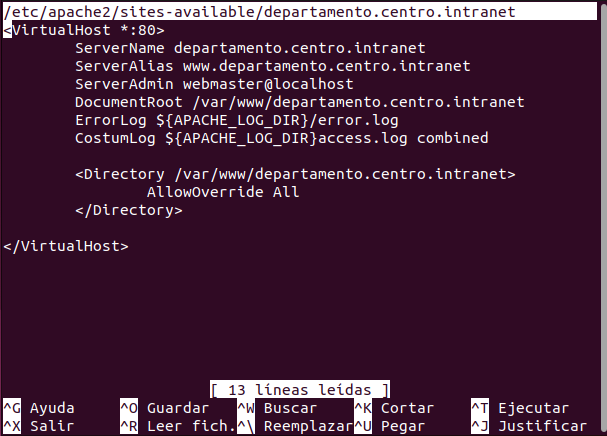 /etc/apache2/sites-available/departamento.centro.intranet
<VirtualHost *:80>
ServerName departamento.centro.intranet
ServerAlias www.departamento.centro.intranet
ServerAdmin webmaster@localhost
DocumentRoot /var/www/departamento.centro.intranet
ErrorLog ${APACHE_LOG_DIR}/error.log
CostumLog ${APACHE_LOG_DIR}access.log combined
<Directory /var/www/departamento.centro.intranet>
AllowOverride All
</Directory>
</VirtualHost>
[ 13 líneas leídas ]
^G Ayuda ^O Guardar ^W Buscar ^K Cortar ^T Ejecutar
^X Salir ^R Leer fich. ^\ Reemplazar ^U Pegar ^J Justificar